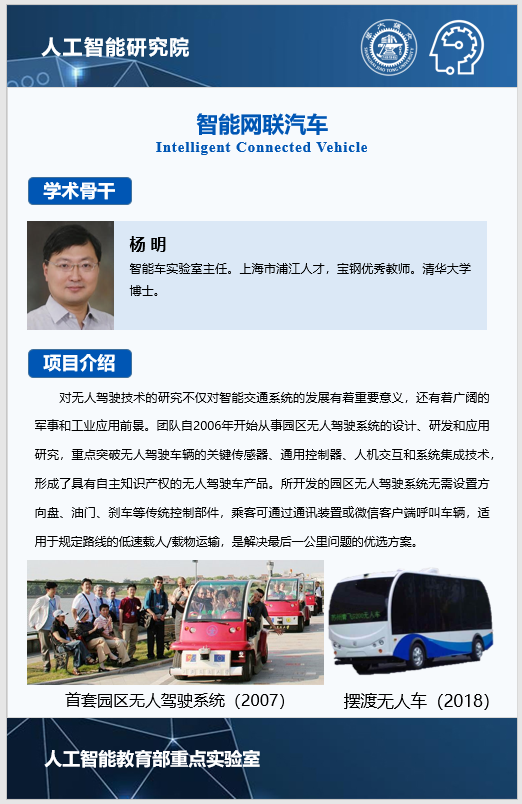 人工智能研究院
SHANGHAI JIAO TONG UNIVERSITY
智能网联汽车
Intelligent Connected Vehicle
学术骨干
杨 明
智能车实验室主任。上海市浦江人才，宝钢优秀教师。清华大学
博士。
项目介绍
对无人驾驶技术的研究不仅对智能交通系统的发展有着重要意义，还有着广阔的
军事和工业应用前景。团队自2006年开始从事园区无人驾驶系统的设计、研发和应用
研究，重点突破无人驾驶车辆的关键传感器、通用控制器、人机交互和系统集成技术，
形成了具有自主知识产权的无人驾驶车产品。所开发的园区无人驾驶系统无需设置方
向盘、油门、刹车等传统控制部件，乘客可通过通讯装置或微信客户端呼叫车辆，适
用于规定路线的低速载人/载物运输，是解决最后一公里问题的优选方案。
首套园区无人驾驶系统（2007）
摆渡无人车（2018）
人工智能教育部重点实验室